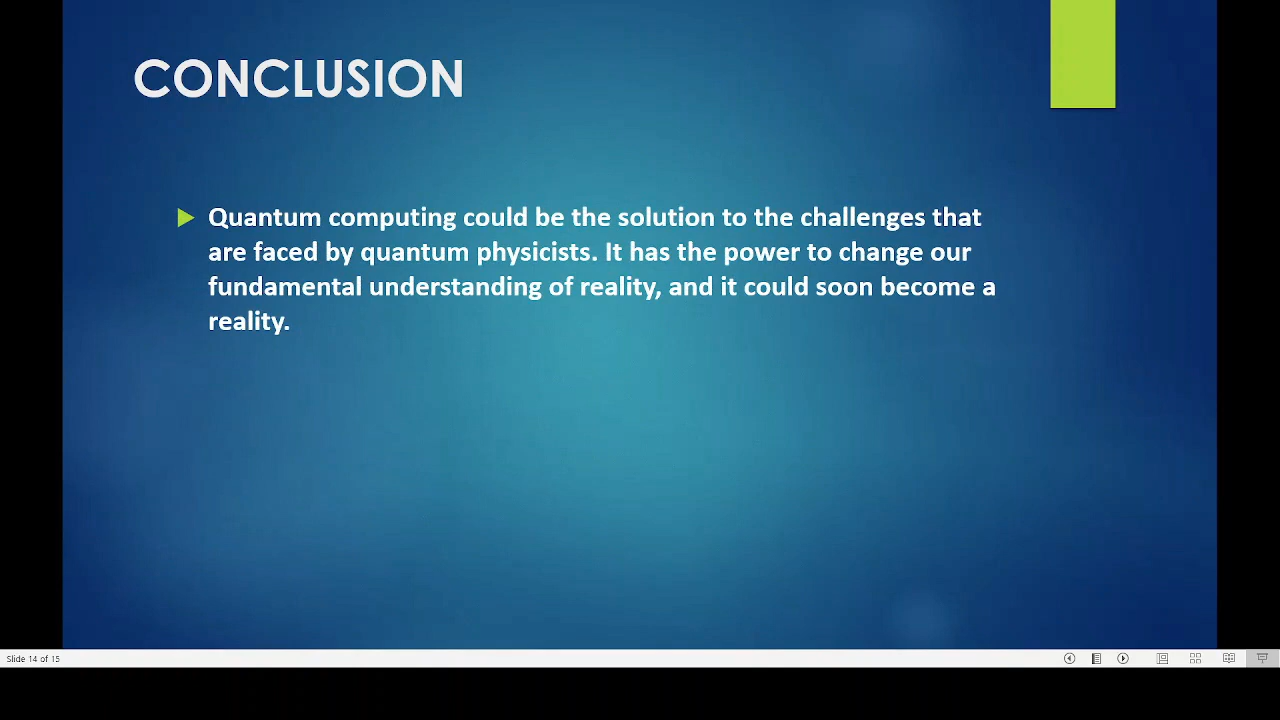 CONCLUSION
Quantum computing could be the solution to the challenges that
are faced by quantum physicists. It has the power to change our
fundamental understanding of reality, and it could soon become a
reality.
Slide 14 of 15